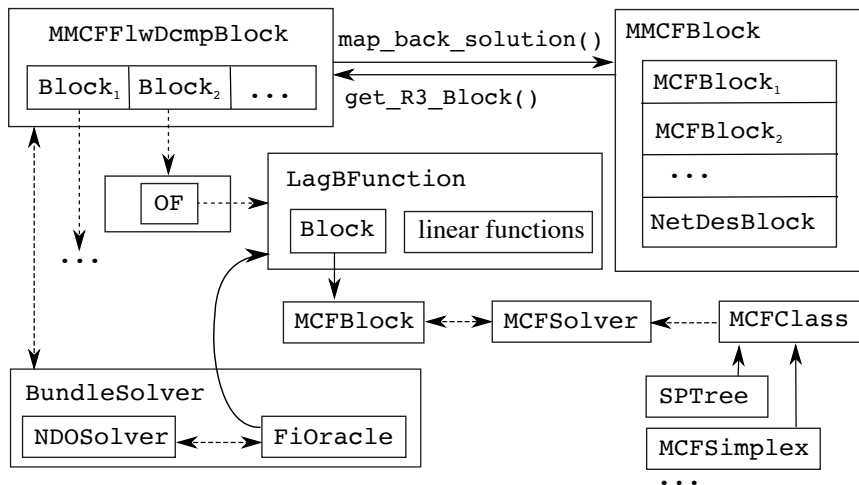 MMCFFlwDcmpBlock
Block1 Block2 ...
map_back_solution()
get_R3_Block()
MMCFBlock
MCFBlock1
MCFBlock2
...
NetDesBlock
OF
...
LagBFunction
Block
linear functions
MCFBlock
MCFSolver
MCFClass
SPTree
MCFSimplex
...
BundleSolver
NDOSolver
FiOracle